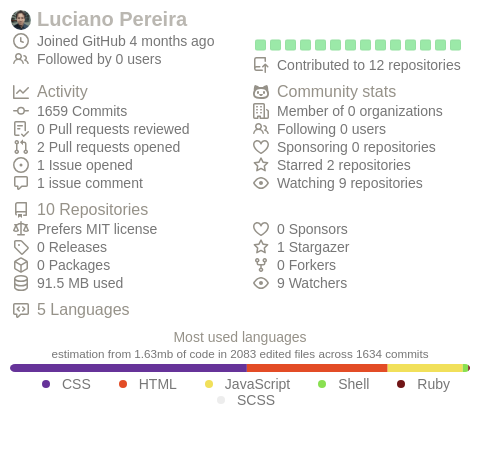 Luciano Pereira
Joined GitHub 4 months ago
Followed by 0 users
Contributed to 12 repositories
Activity
1659 Commits
0 Pull requests reviewed
2 Pull requests opened
1 Issue opened
1 issue comment
Community stats
Member of 0 organizations
Following 0 users
Sponsoring 0 repositories
Starred 2 repositories
Watching 9 repositories
10 Repositories
Prefers MIT license
0 Releases
0 Packages
91.5 MB used
0 Sponsors
1 Stargazer
0 Forkers
9 Watchers
5 Languages
Most used languages
estimation from 1.63mb of code in 2083 edited files across 1634 commits
CSS HTML JavaScript Shell Ruby
SCSS